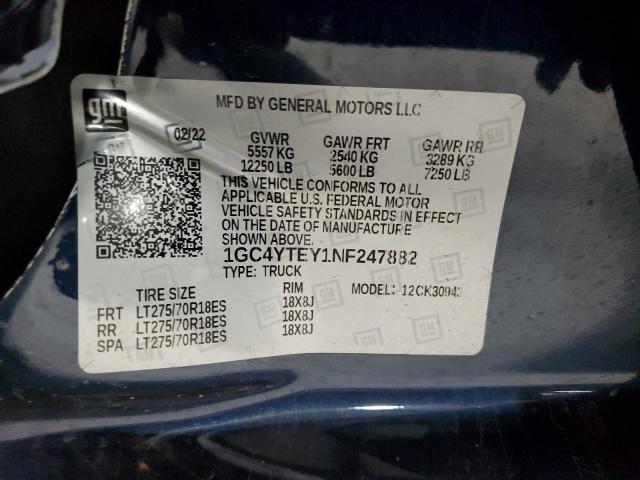 gm
MFD BY GENERAL MOTORS LLC
02/22 GVWR GAWR FRT GAWR RR
5557 KG 2540 KG 3289 KG
12250 LB 5600 LB 7250 LB
THIS VEHICLE CONFORMS TO ALL
APPLICABLE U.S. FEDERAL MOTOR
VEHICLE SAFETY STANDARDS IN EFFECT
ON THE DATE OF MANUFACTURE
SHOWN ABOVE.
1GC4YTEY1NF247882
TYPE: TRUCK
TIRE SIZE RIM MODEL: 12CK30943
FRT LT275/70R18ES 18X8J
RR LT275/70R18ES 18X8J
SPA LT275/70R18ES 18X8J